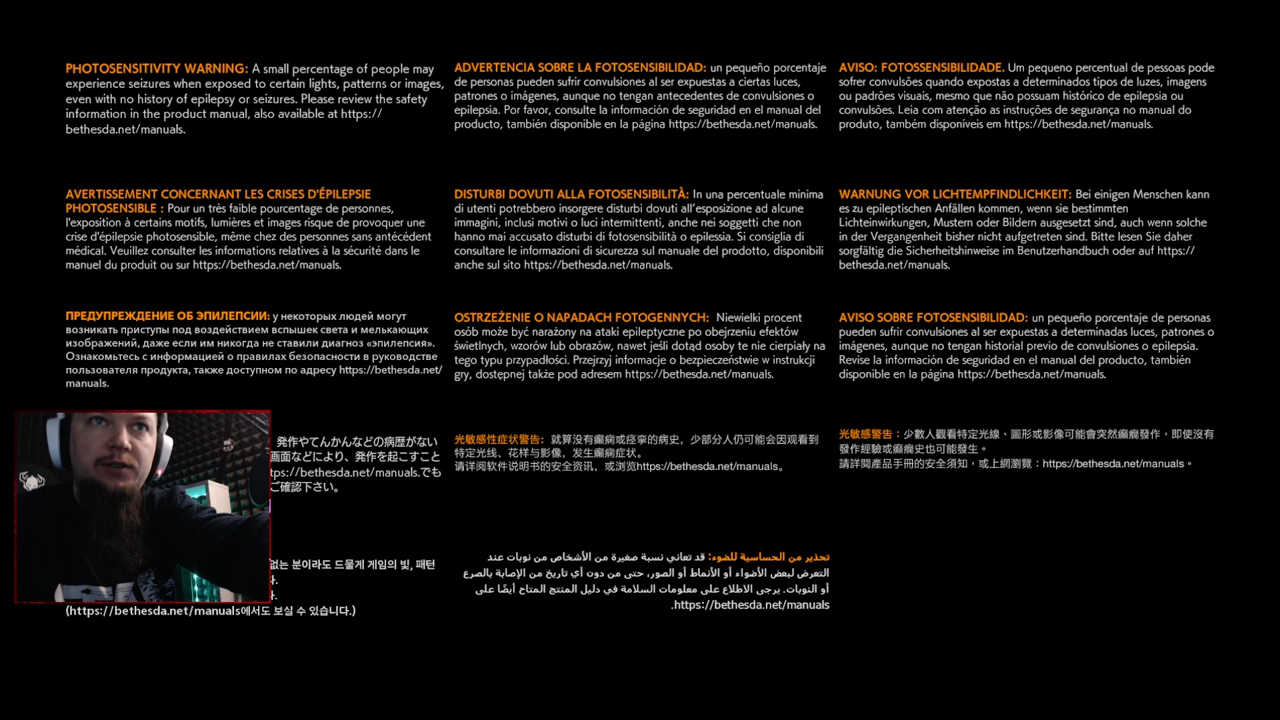 PHOTOSENSITIVITY WARNING: A small percentage of people may
experience seizures when exposed to certain lights, patterns or images,
even with no history of epilepsy or seizures. Please review the safety
information in the product manual, also available at https://
bethesda.net/manuals.
ADVERTENCIA SOBRE LA FOTOSENSIBILIDAD: un pequeño porcentaje
de personas pueden sufrir convulsiones al ser expuestas a ciertas luces,
patrones o imágenes, aunque no tengan antecedentes de convulsiones o
epilepsia. Por favor, consulte la información de seguridad en el manual del
producto, también disponible en la página https://bethesda.net/manuals.
AVISO: FOTOSSENSIBILIDADE. Um pequeno percentual de pessoas pode
sofrer convulsões quando expostas a determinados tipos de luzes, imagens
ou padrões visuais, mesmo que não possuam histórico de epilepsia ou
convulsões. Leia com atenção as instruções de segurança no manual do
produto, também disponíveis em https://bethesda.net/manuals.
AVERTISSEMENT CONCERNANT LES CRISES D'ÉPILEPSIE
PHOTOSENSIBLE : Pour un très faible pourcentage de personnes,
l'exposition à certains motifs, lumières et images risque de provoquer une
crise d'épilepsie photosensible, même chez des personnes sans antécédent
médical. Veuillez consulter les informations relatives à la sécurité dans le
manuel du produit ou sur https://bethesda.net/manuals.
DISTURBI DOVUTI ALLA FOTOSENSIBILITÀ: In una percentuale minima
di utenti potrebbero insorgere disturbi dovuti all'esposizione ad alcune
immagini, inclusi motivi o luci intermittenti, anche nei soggetti che non
hanno mai accusato disturbi di fotosensibilità o epilessia. Si consiglia di
consultare le informazioni di sicurezza sul manuale del prodotto, disponibili
anche sul sito https://bethesda.net/manuals.
WARNUNG VOR LICHTEMPFINDLICHKEIT: Bei einigen Menschen kann
es zu epileptischen Anfällen kommen, wenn sie bestimmten
Lichteinwirkungen, Mustern oder Bildern ausgesetzt sind, auch wenn solche
in der Vergangenheit bisher nicht aufgetreten sind. Bitte lesen Sie daher
sorgfältig die Sicherheitshinweise im Benutzerhandbuch oder auf https://
bethesda.net/manuals.
ПРЕДУПРЕЖДЕНИЕ ОБ ЭПИЛЕПСИИ: у некоторых людей могут
возникать приступы под воздействием вспышек света и мелькающих
изображений, даже если им никогда не ставили диагноз «эпилепсия».
Ознакомьтесь с информацией о правилах безопасности в руководстве
пользователя продукта, также доступном по адресу https://bethesda.net/
manuals.
OSTRZEŻENIE O NAPADACH FOTOGENNYCH: Niewielki procent
osób może być narażony na ataki epileptyczne po obejrzeniu efektów
świetlnych, wzorów lub obrazów, nawet jeśli dotąd osoby te nie cierpiały na
tego typu przypadłości. Przejrzyj informacje o bezpieczeństwie w instrukcji
gry, dostępnej także pod adresem https://bethesda.net/manuals.
AVISO SOBRE FOTOSENSIBILIDAD: un pequeño porcentaje de personas
pueden sufrir convulsiones al ser expuestas a determinadas luces, patrones o
imágenes, aunque no tengan historial previo de convulsiones o epilepsia.
Revise la información de seguridad en el manual del producto, también
disponible en la página https://bethesda.net/manuals.
発作やてんかんなどの病歴がない
画面などにより、発作を起こすこと
tps://bethesda.net/manuals.でも
ご確認下さい。
光敏感性症状警告: 就算没有癫痫或痉挛的病史，少部分人仍可能会因观看到
特定光线、花样与影像，发生癫痫症状。
请详阅软件说明书的安全资讯，或浏览https://bethesda.net/manuals。
光敏感警告：少數人觀看特定光線、圖形或影像可能會突然癲癇發作，即使沒有
發作經驗或癲癇史也可能發生。
請詳閱產品手冊的安全須知，或上網瀏覽：https://bethesda.net/manuals。
없는 분이라도 드물게 게임의 빛, 패턴
다.
다.
(https://bethesda.net/manuals에서도 보실 수 있습니다.)
تحذير من الحساسية للضوء: قد تعاني نسبة صغيرة من الأشخاص من نوبات عند
التعرض لبعض الأضواء أو الأنماط أو الصور، حتى من دون أي تاريخ من الإصابة بالصرع
أو النوبات. يرجى الاطلاع على معلومات السلامة في دليل المنتج المتاح أيضًا على
https://bethesda.net/manuals.